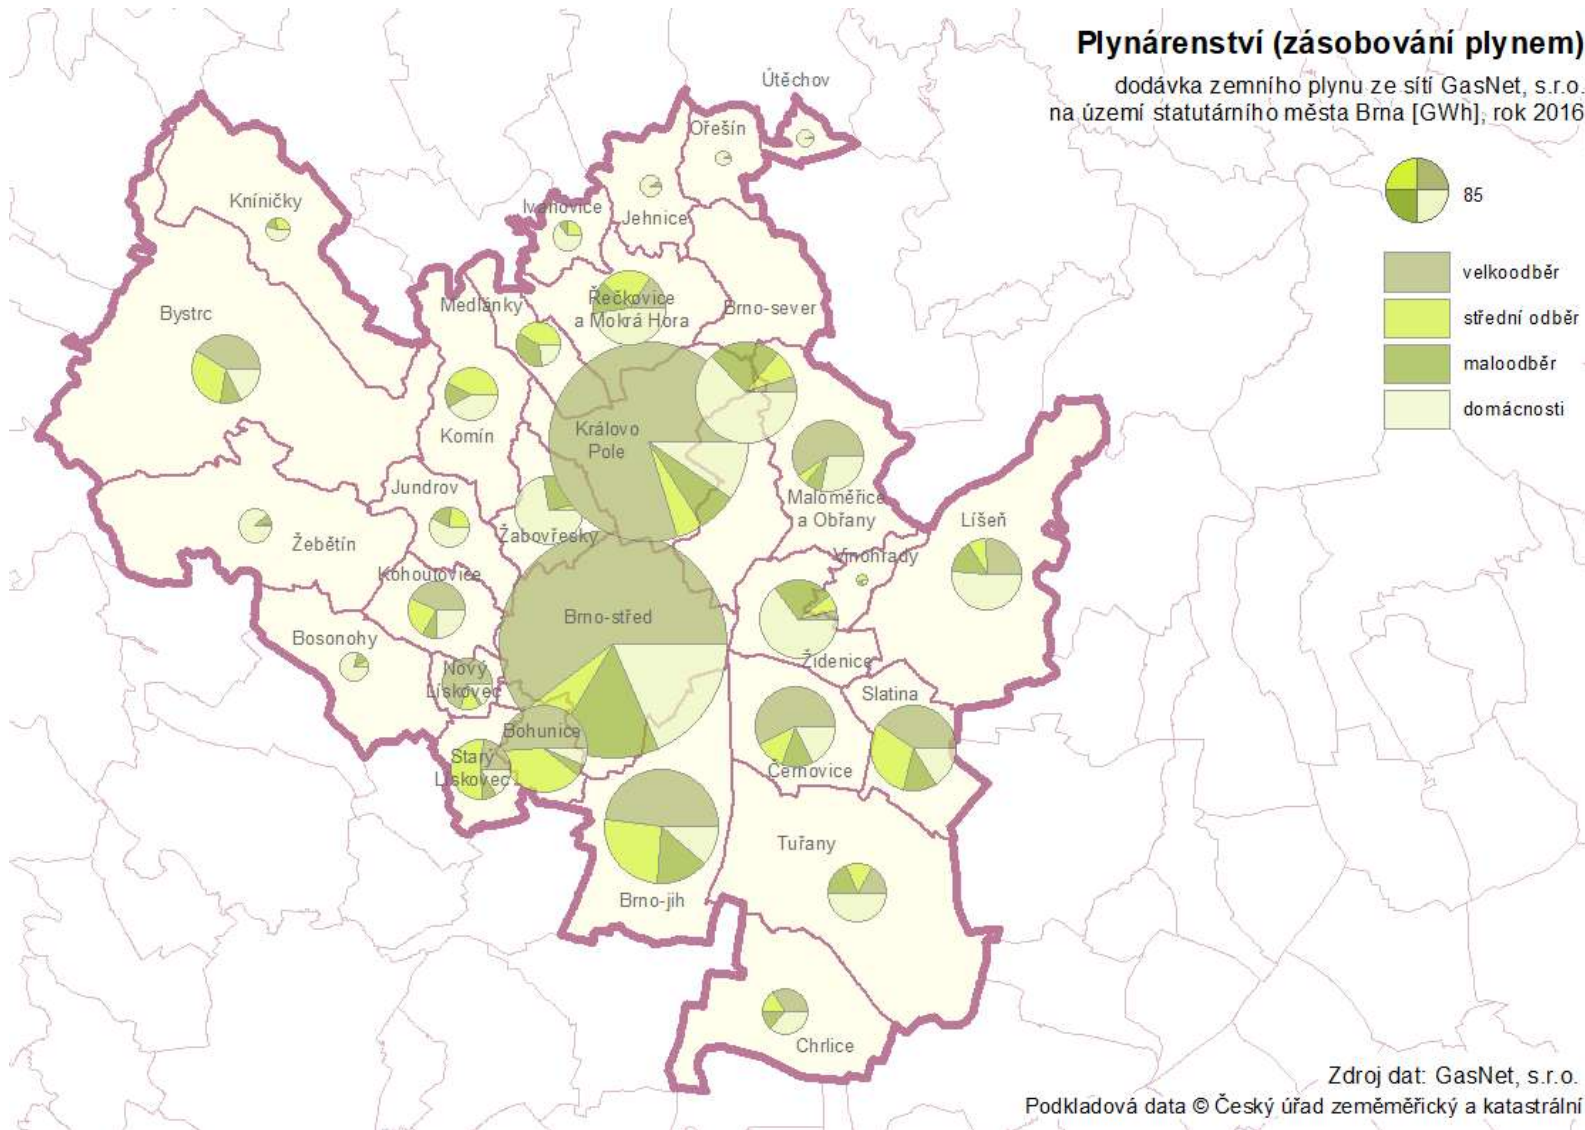 Plynárenství (zásobování plynem)
dodávka zemního plynu ze sítí GasNet, s.r.o.
na území statutárního města Brna [GWh], rok 2016
85
velkoodběr
střední odběr
maloodběr
domácnosti
Útěchov
Ořešín
Kníničky
Ivanovice
Jehnice
Medlánky
Řečkovice
a Mokrá Hora
Brno-sever
Bystrc
Komín
Královo
Pole
Jundrov
Žabovřesky
Maloměřice
a Obřany
Líšeň
Žebětín
Vinohrady
Kohoutovice
Brno-střed
Bosonohy
Židenice
Nový
Lískovec
Slatina
Bohunice
Starý
Lískovec
Černovice
Tuřany
Brno-jih
Chrlice
Zdroj dat: GasNet, s.r.o.
Podkladová data © Český úřad zeměměřický a katastrální